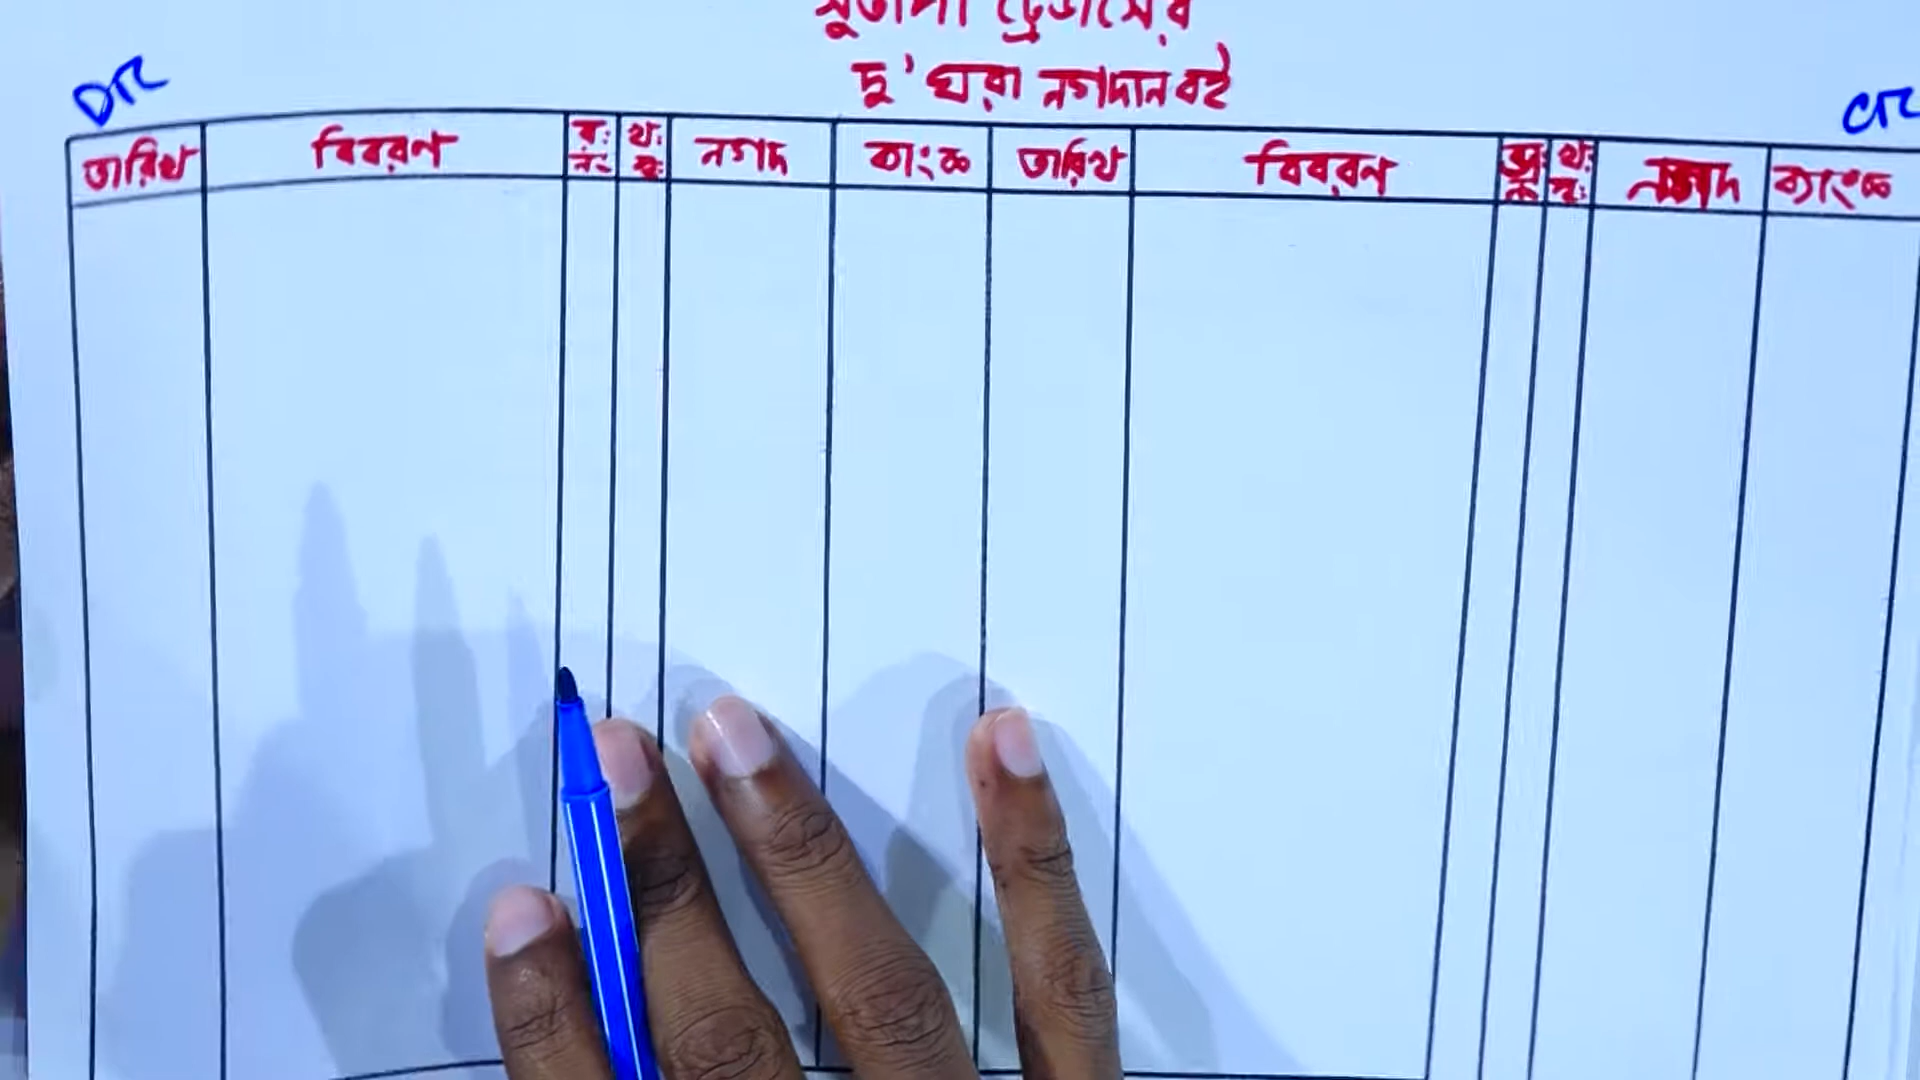 সুতাপা ট্রেডার্সের
দু'ঘরা নগদান বই
Dr
Cr
তারিখ বিবরণ র: নং খ: পৃ: নগদ ব্যাংক তারিখ বিবরণ ভা: নং খ: পৃ: নগদ ব্যাংক